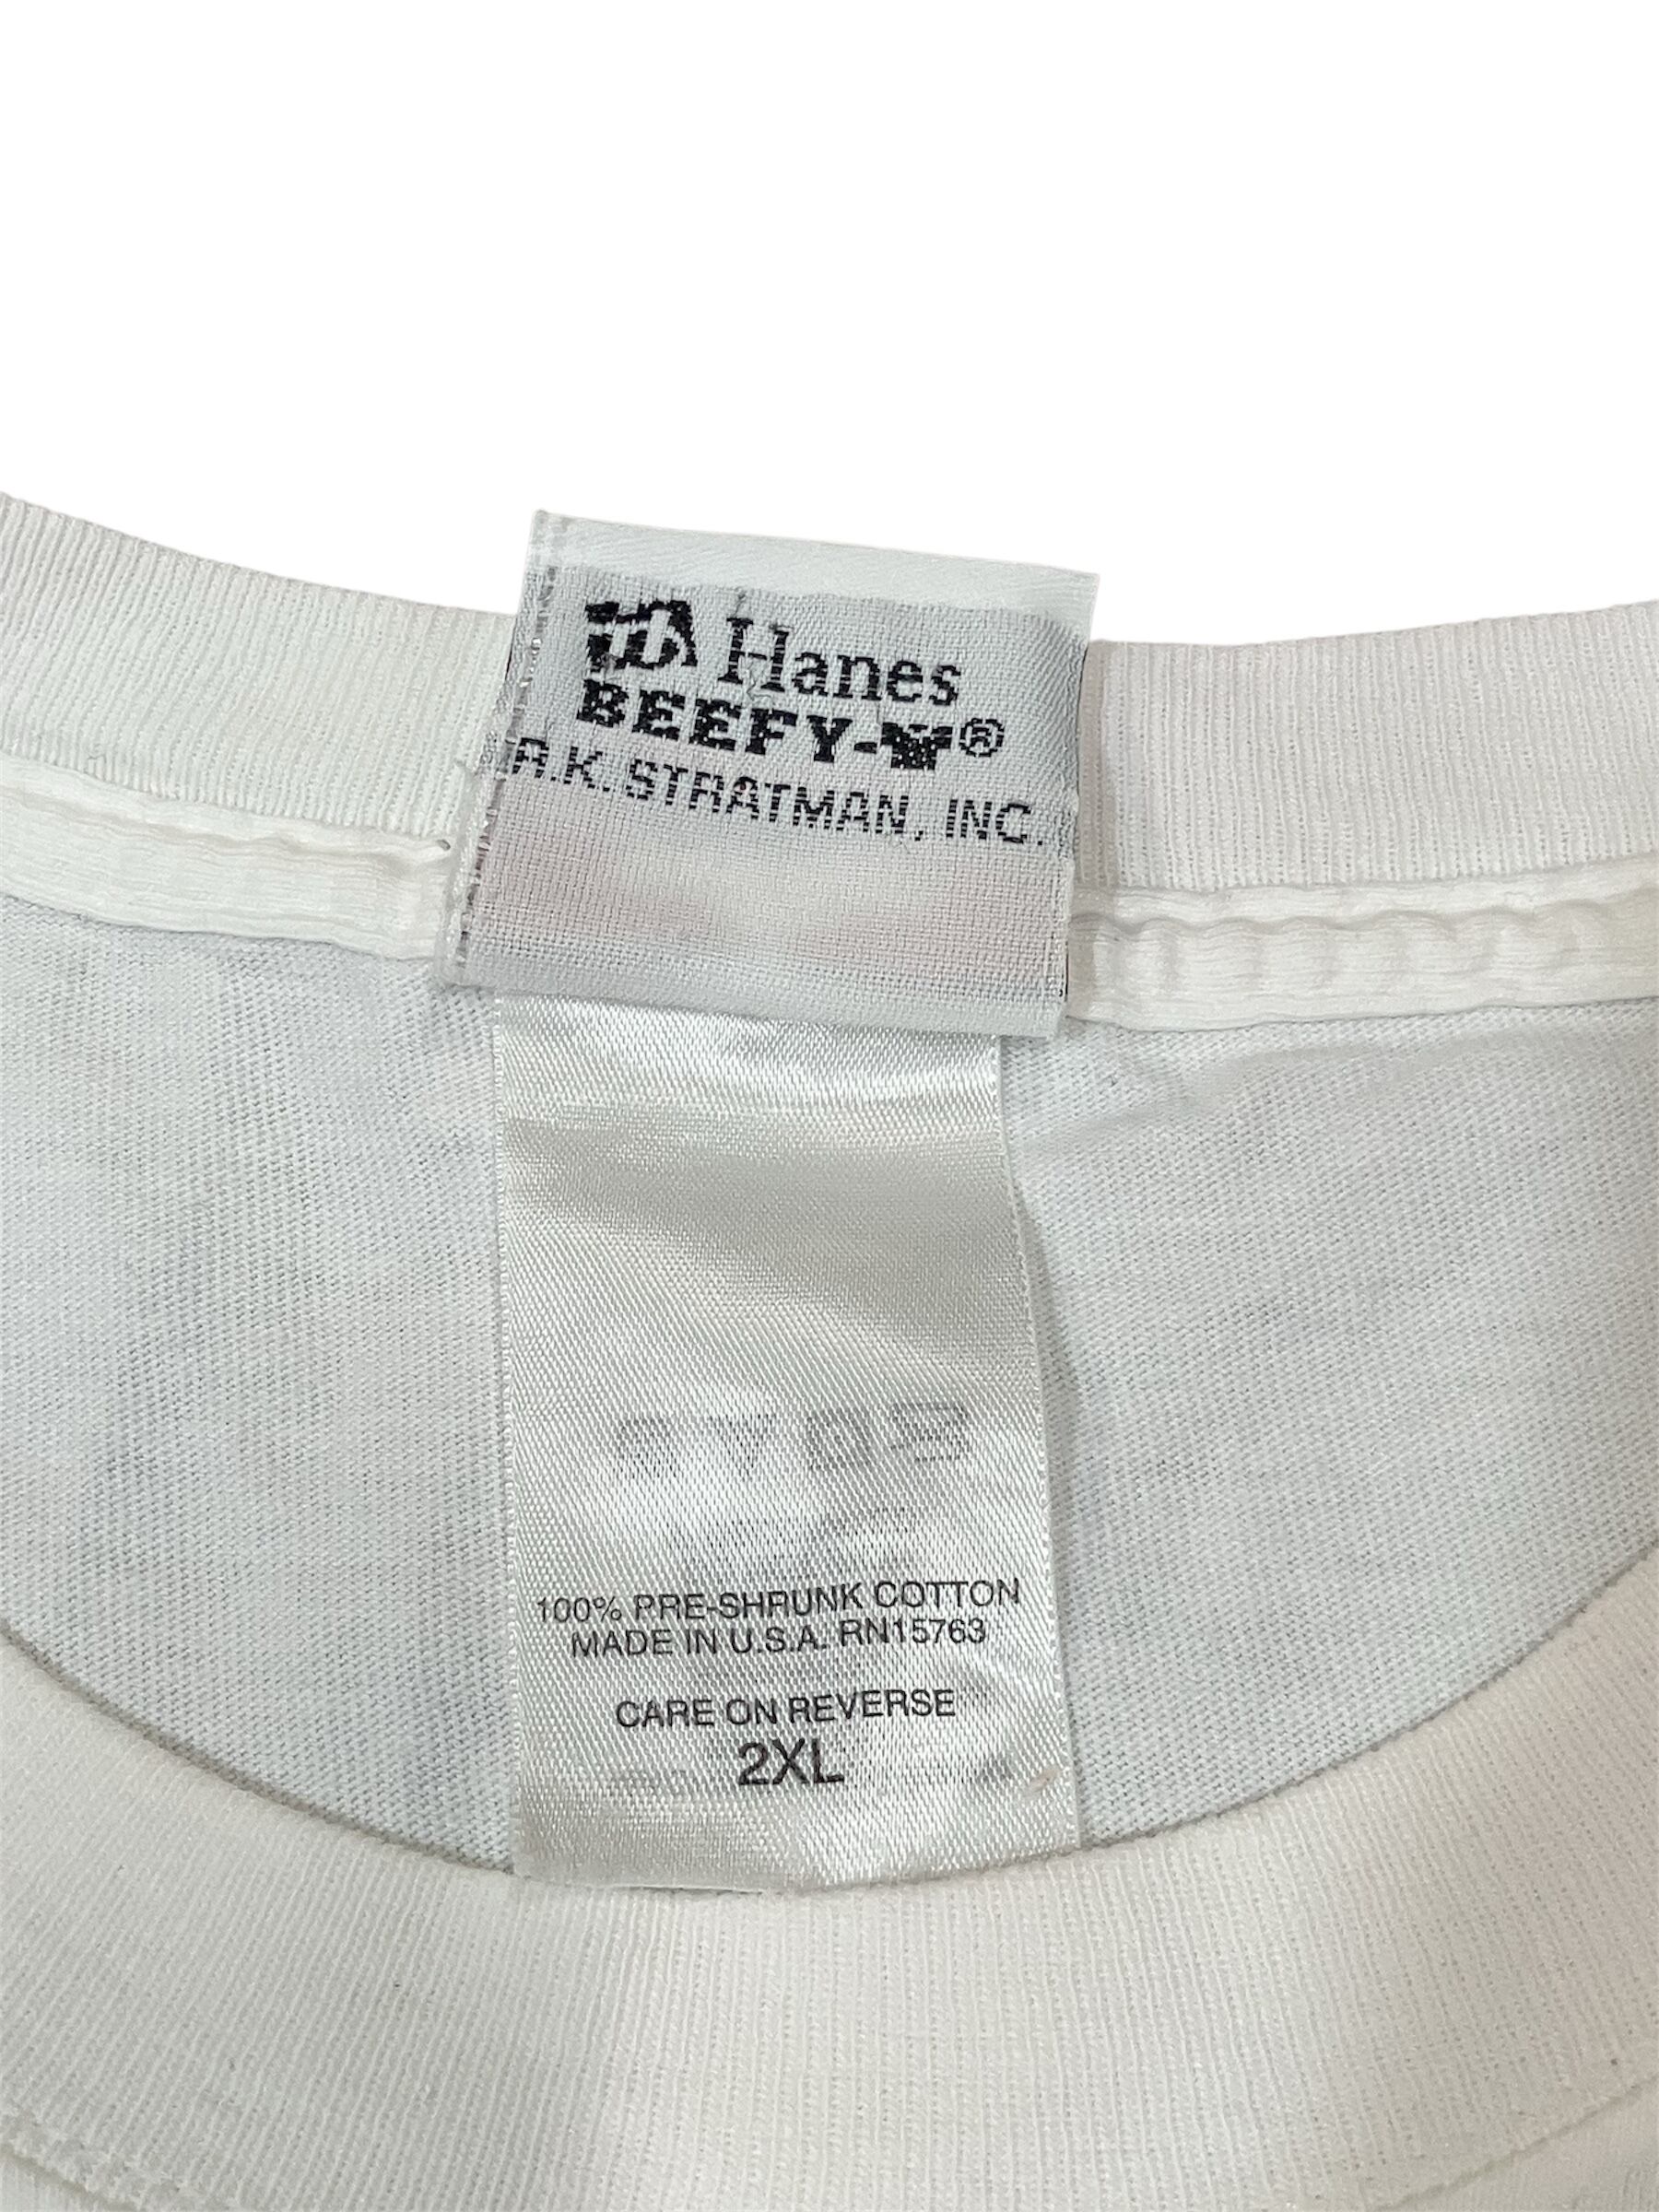 Hanes
BEEFY-T®
R.K. STRATMAN, INC.
100% PRE-SHRUNK COTTON
MADE IN U.S.A. RN15763
CARE ON REVERSE
2XL